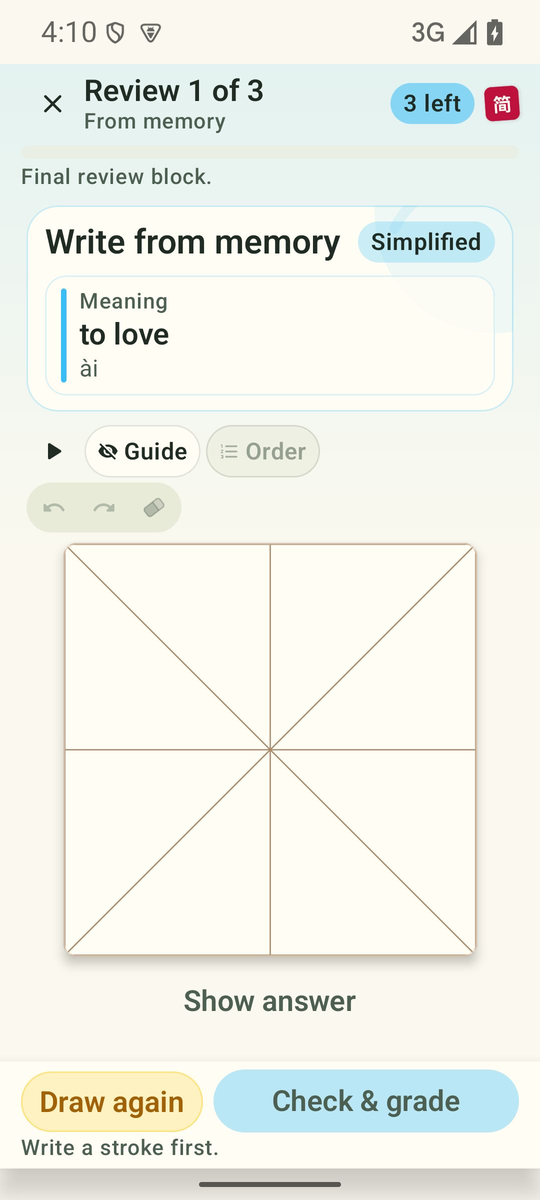 4:10
3G
Review 1 of 3
From memory
3 left
简
Final review block.
Write from memory
Simplified
Meaning
to love
ài
Guide
Order
Show answer
Draw again
Check & grade
Write a stroke first.